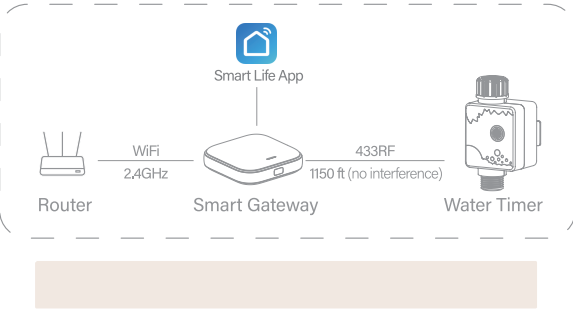 Smart Life App
WiFi
2.4GHz
433RF
1150 ft (no interference)
Router
Smart Gateway
Water Timer